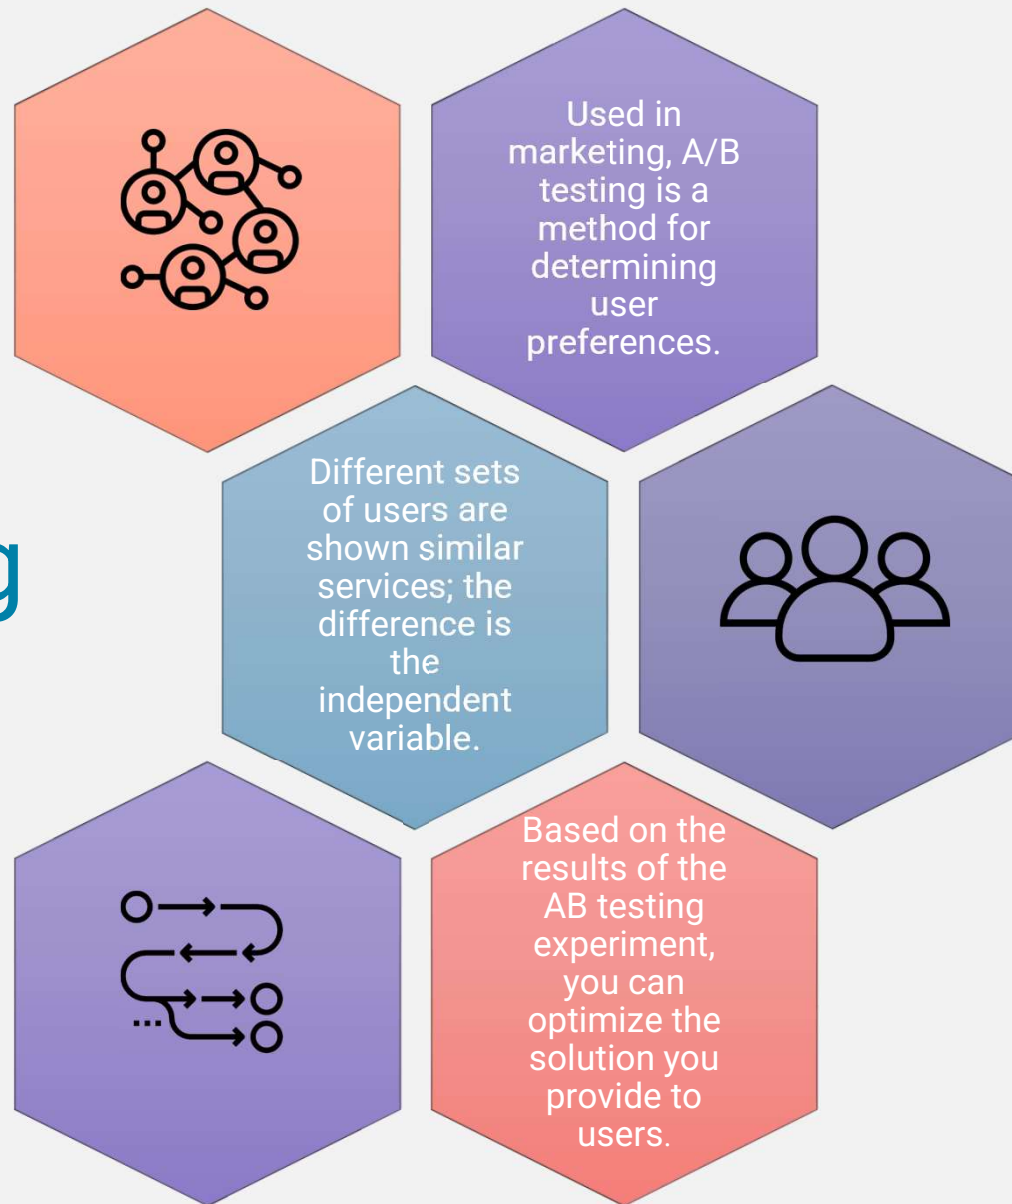 Used in
marketing, A/B
testing is a
method for
determining
user
preferences.
Different sets
of users are
shown similar
services; the
difference is
the
independent
variable.
g
Based on the
results of the
AB testing
experiment,
you can
optimize the
solution you
provide to
users.